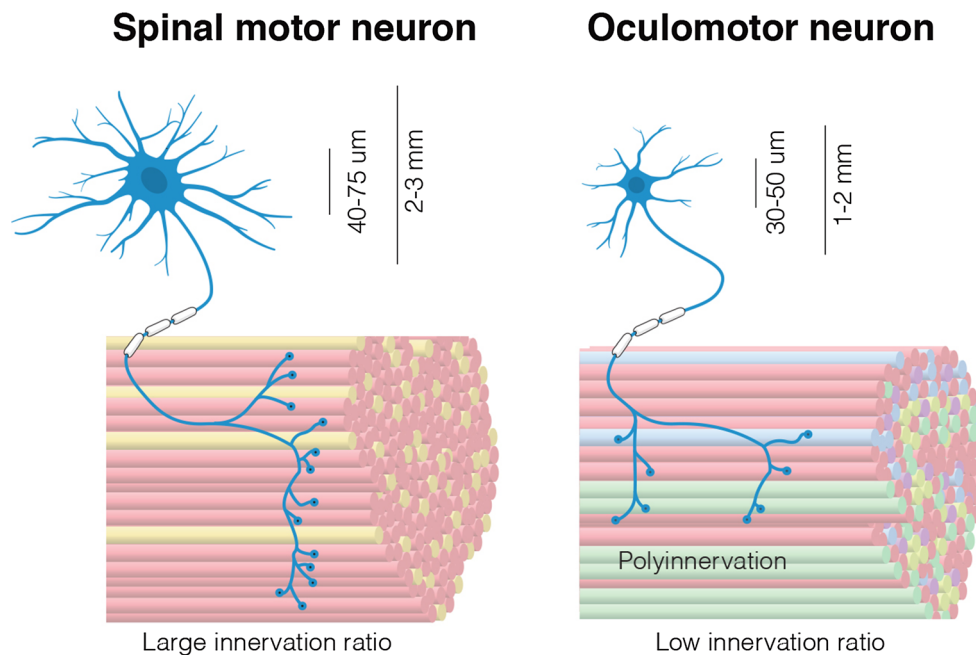 Spinal motor neuron
Oculomotor neuron
40-75 um
2-3 mm
30-50 um
1-2 mm
Polyinnervation
Large innervation ratio
Low innervation ratio